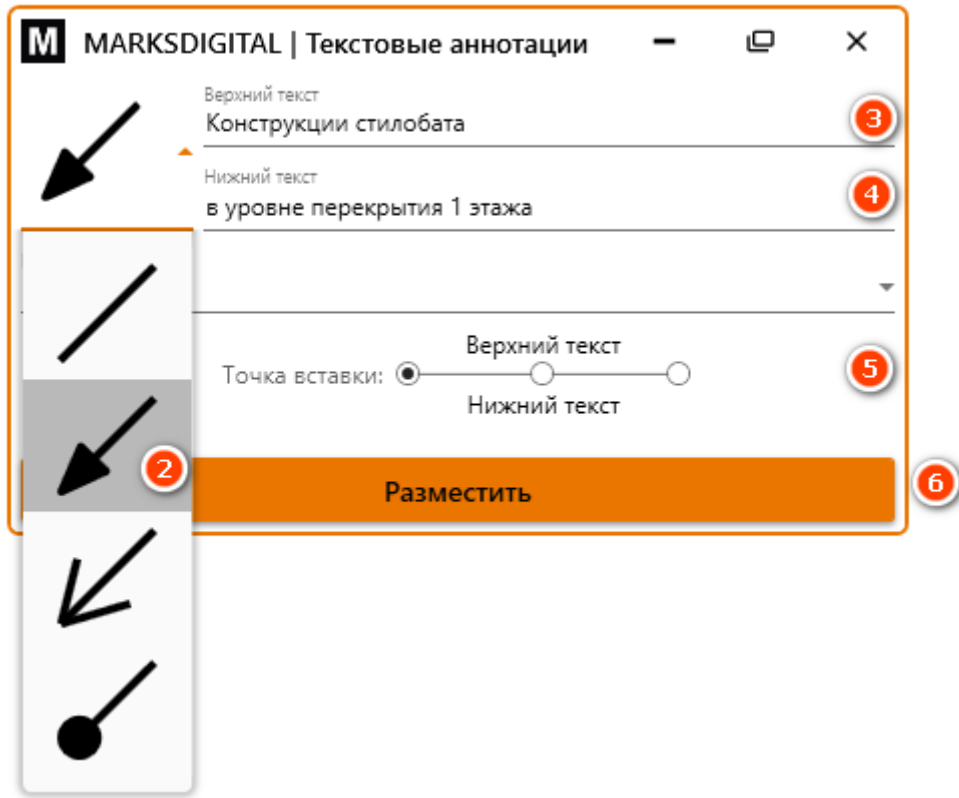 M MARKSDIGITAL | Текстовые аннотации
Верхний текст
Конструкции стилобата
3
Нижний текст
в уровне перекрытия 1 этажа
4
Верхний текст
Точка вставки:
5
Нижний текст
2
Разместить
6